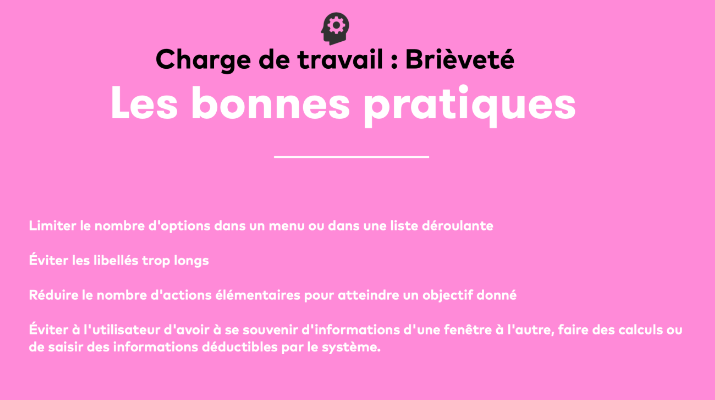 Charge de travail : Brièveté
Les bonnes pratiques
Limiter le nombre d'options dans un menu ou dans une liste déroulante
Éviter les libellés trop longs
Réduire le nombre d'actions élémentaires pour atteindre un objectif donné
Éviter à l'utilisateur d'avoir à se souvenir d'informations d'une fenêtre à l'autre, faire des calculs ou
de saisir des informations déductibles par le système.